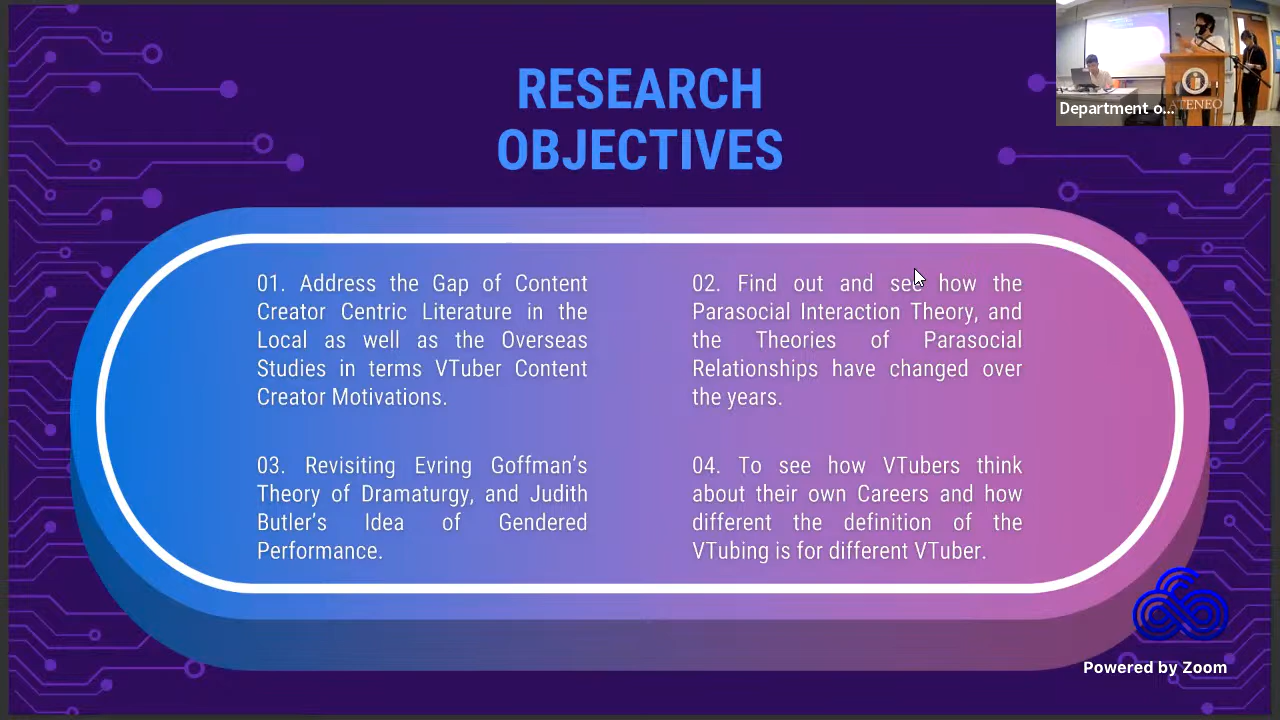 RESEARCH
OBJECTIVES
Department o...
ATENEO
01. Address the Gap of Content
Creator Centric Literature in the
Local as well as the Overseas
Studies in terms VTuber Content
Creator Motivations.
02. Find out and see how the
Parasocial Interaction Theory, and
the Theories of Parasocial
Relationships have changed over
the years.
03. Revisiting Evring Goffman's
Theory of Dramaturgy, and Judith
Butler's Idea of Gendered
Performance.
04. To see how VTubers think
about their own Careers and how
different the definition of the
VTubing is for different VTuber.
Powered by Zoom